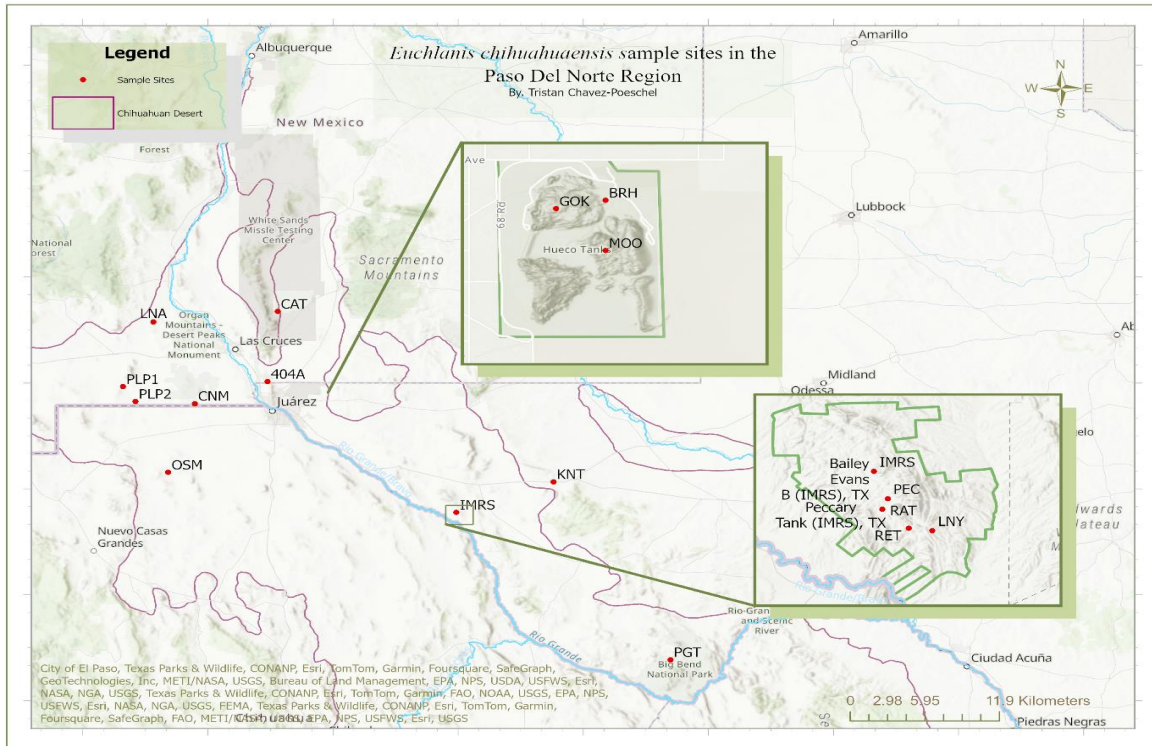 Legend
Sample Sites
Chihuahuan Desert
Euchlanis chihuahuaensis sample sites in the
Paso Del Norte Region
By. Tristan Chavez-Poeschel
N
W E
S
Albuquerque
Amarillo
New Mexico
Forest
Lubbock
White Sands
Missle Testing
Center
National
Forest
Sacramento
Mountains
Ave
68 Rd
GOK
BRH
MOO
Hueco Tanks
CAT
LNA
Organ
Mountains -
Desert Peaks
National
Monument
Las Cruces
404A
PLP1
PLP2
CNM
Juárez
Midland
Odessa
OSM
KNT
IMRS
Rio Grande
Nuevo Casas
Grandes
Bailey
Evans
IMRS
B (IMRS), TX
PEC
Peccary
RAT
Tank (IMRS), TX
RET
LNY
Rio Grande
Rio Grande
and Scenic
River
Rio Grande
PGT
Big Bend
National Park
Ciudad Acuña
Piedras Negras
City of El Paso, Texas Parks & Wildlife, CONANP, Esri, TomTom, Garmin, Foursquare, SafeGraph,
GeoTechnologies, Inc, METI/NASA, USGS, Bureau of Land Management, EPA, NPS, USDA, USFWS, Esri,
NASA, NGA, USGS, Texas Parks & Wildlife, CONANP, Esri, TomTom, Garmin, FAO, NOAA, USGS, EPA, NPS,
USFWS, Esri, NASA, NGA, USGS, FEMA, Texas Parks & Wildlife, CONANP, Esri, TomTom, Garmin,
Foursquare, SafeGraph, FAO, METI/NASA, USGS, EPA, NPS, USFWS, Esri, USGS
Chihuahua
0 2.98 5.95 11.9 Kilometers